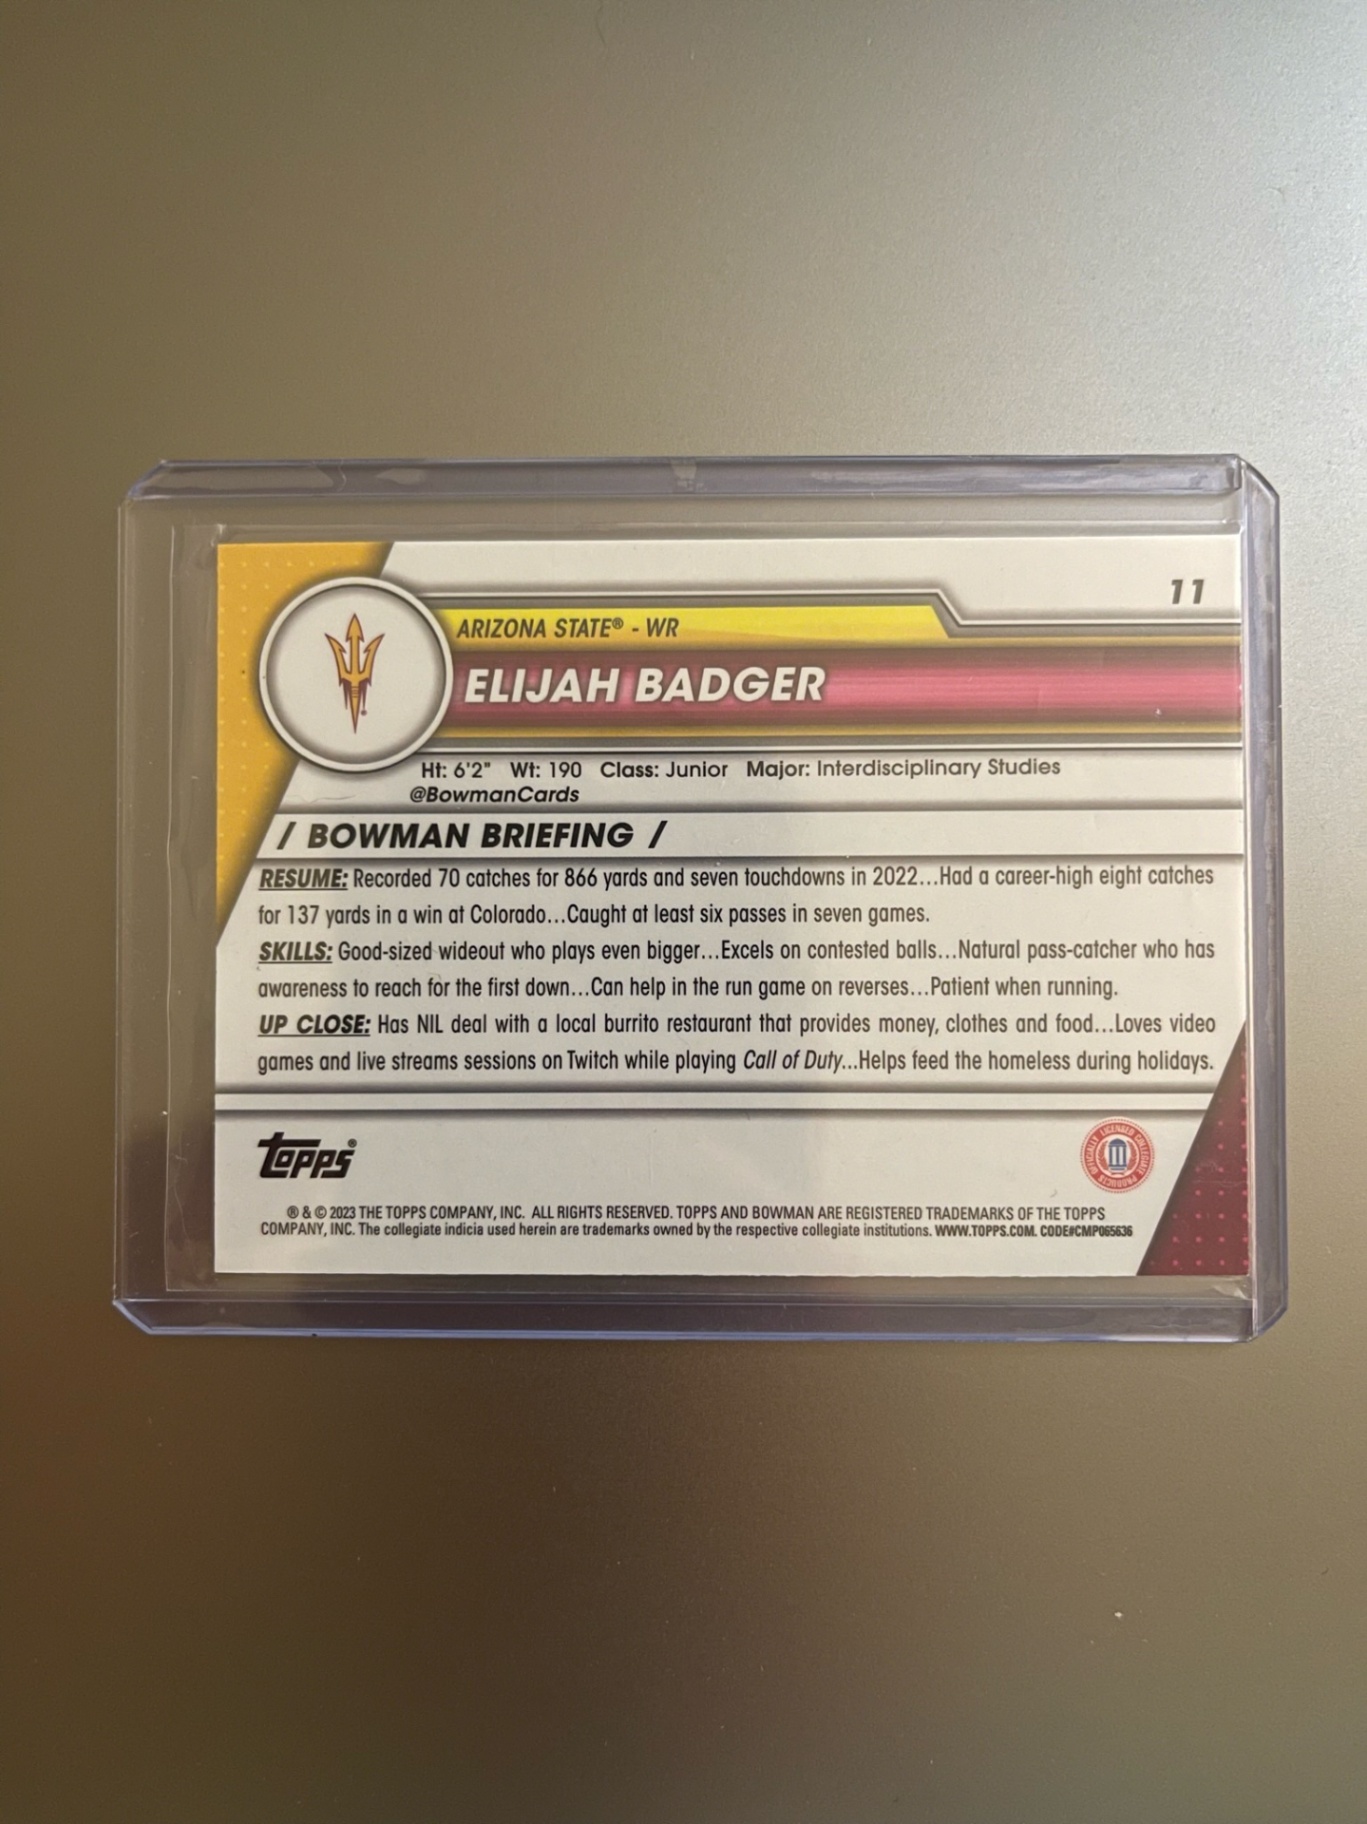 11
ARIZONA STATE® - WR
ELIJAH BADGER
Ht: 6'2" Wt: 190 Class: Junior Major: Interdisciplinary Studies
@BowmanCards
/ BOWMAN BRIEFING /
RESUME: Recorded 70 catches for 866 yards and seven touchdowns in 2022...Had a career-high eight catches
for 137 yards in a win at Colorado...Caught at least six passes in seven games.
SKILLS: Good-sized wideout who plays even bigger...Excels on contested balls...Natural pass-catcher who has
awareness to reach for the first down...Can help in the run game on reverses...Patient when running.
UP CLOSE: Has NIL deal with a local burrito restaurant that provides money, clothes and food...Loves video
games and live streams sessions on Twitch while playing Call of Duty...Helps feed the homeless during holidays.
Topps®
OFFICIALLY LICENSED COLLEGIATE PRODUCTS
® & © 2023 THE TOPPS COMPANY, INC. ALL RIGHTS RESERVED. TOPPS AND BOWMAN ARE REGISTERED TRADEMARKS OF THE TOPPS
COMPANY, INC. The collegiate indicia used herein are trademarks owned by the respective collegiate institutions. WWW.TOPPS.COM. CODE#CMP065636